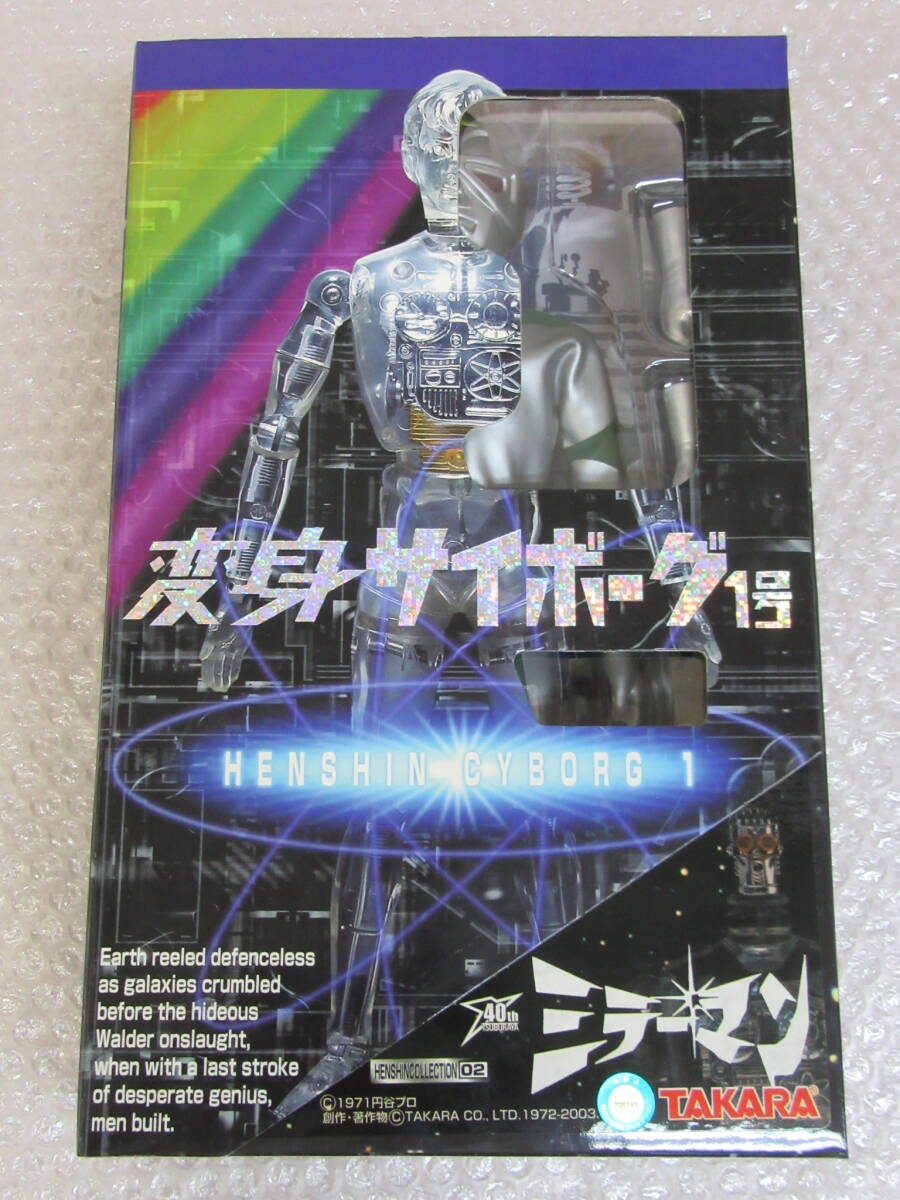 変身サイボーグ1号
HENSHIN CYBORG 1
Earth reeled defenceless
as galaxies crumbled
before the hideous
Walder onslaught,
when with a last stroke
of desperate genius,
men built.
40th
TSUBURAYA
ミラーマン
HENSHINCOLLECTION 02
©1971円谷プロ
創作・著作物©TAKARA CO., LTD. 1972-2003.
TAKARA